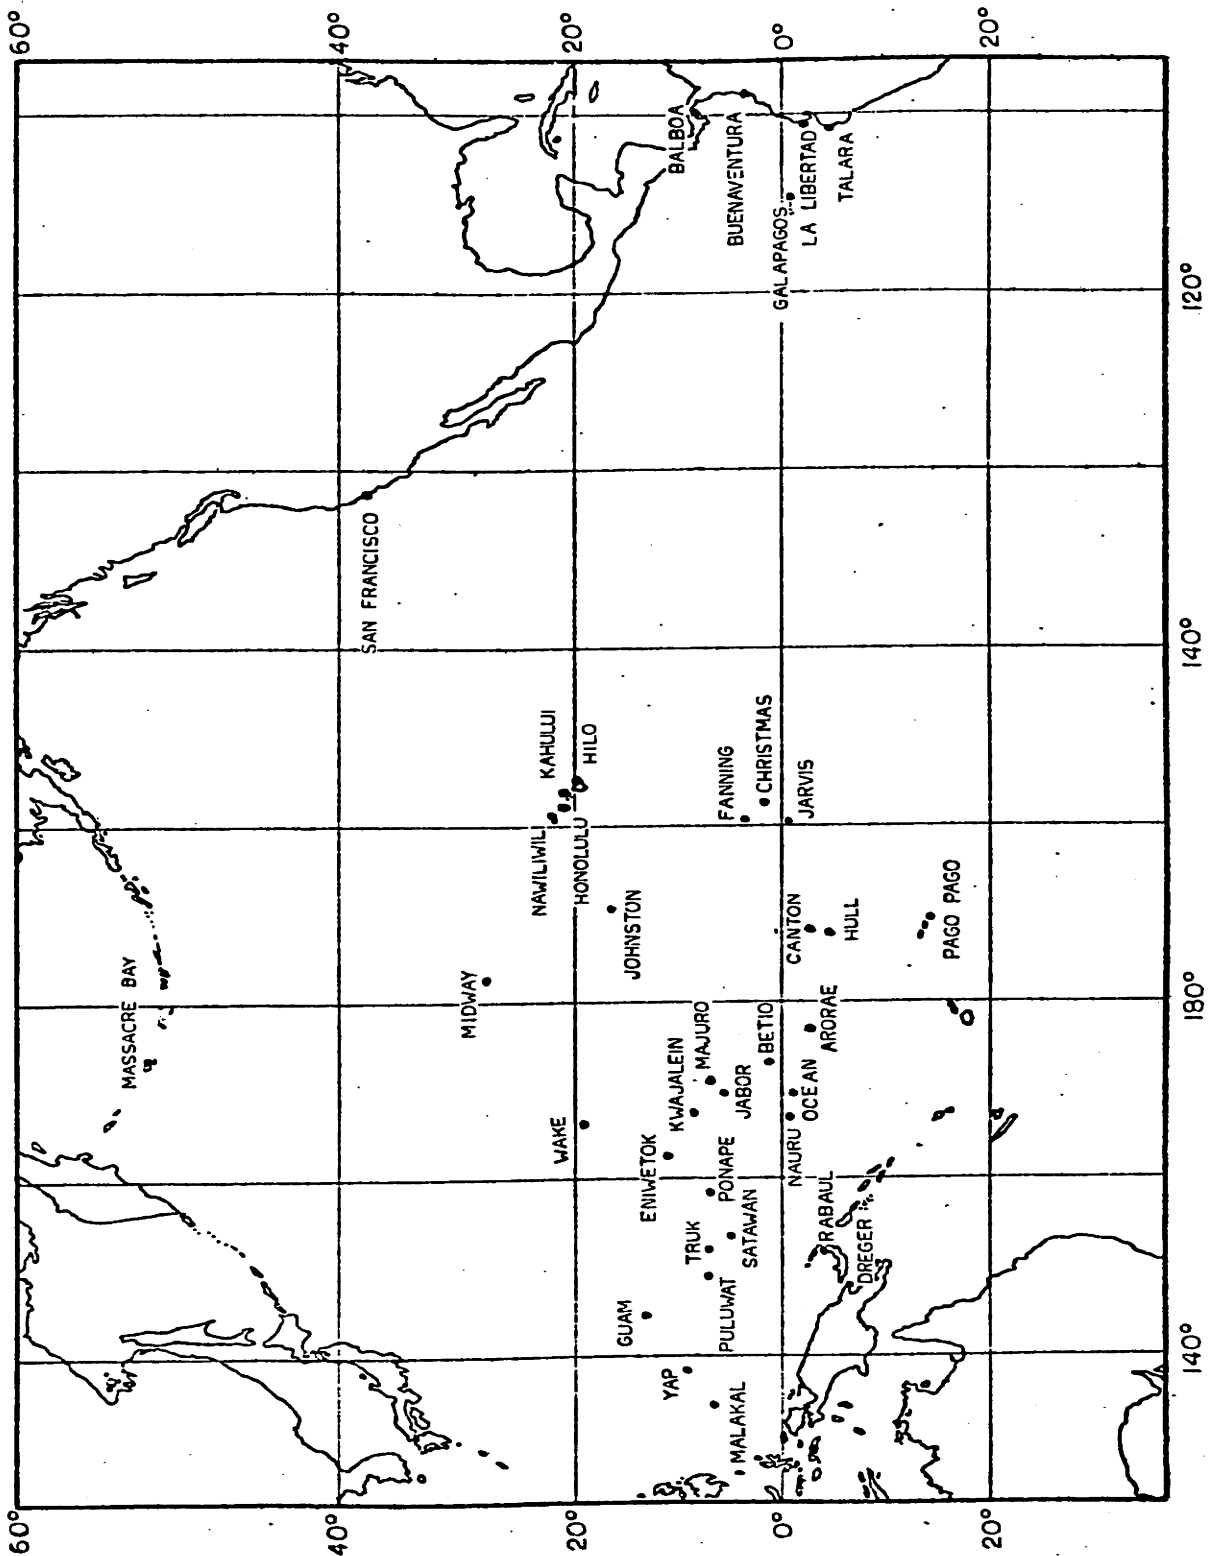 60°
40°
20°
0°
20°
MASSACRE BAY
SAN FRANCISCO
MIDWAY
NAWILIWILI
KAHULUI
HONOLULU
HILO
JOHNSTON
WAKE
GUAM
ENIWETOK
KWAJALEIN
MAJURO
YAP
TRUK
PONAPE
JABOR
BETIO
FANNING
CHRISTMAS
JARVIS
MALAKAL
PULUWAT
SATAWAN
NAURU
OCEAN
ARORAE
CANTON
HULL
PAGO PAGO
RABAUL
DREGER
BALBOA
BUENAVENTURA
GALAPAGOS
LA LIBERTAD
TALARA
140°
180°
140°
120°
60°
40°
20°
0°
20°